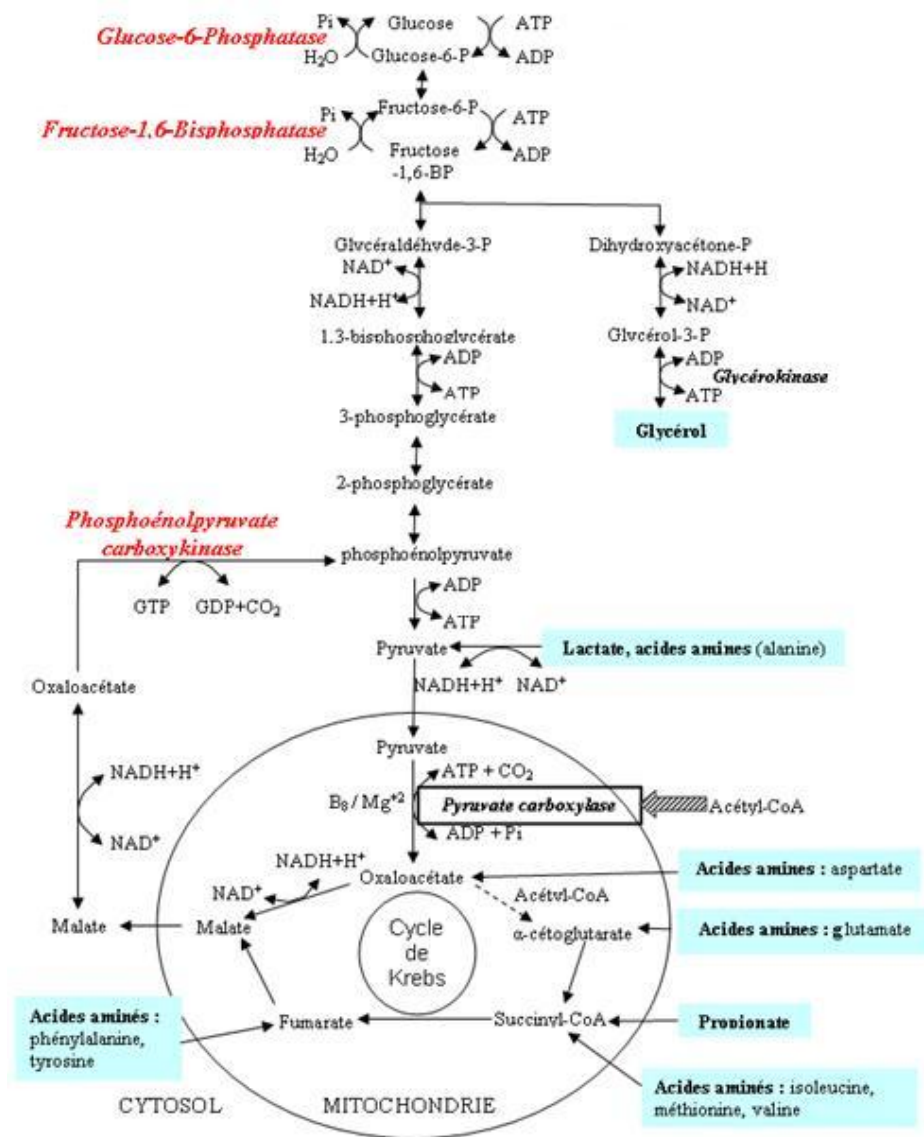 Pi Glucose ATP
Glucose-6-Phosphatase
H₂O Glucose-6-P ADP
Pi Fructose-6-P ATP
Fructose-1,6-Bisphosphatase
H₂O Fructose ADP
-1,6-BP
Glycéraldéhyde-3-P Dihydroxyacétone-P
NAD⁺ NADH+H
NADH+H⁺ NAD⁺
1,3-bisphosphoglycérate Glycérol-3-P
ADP ADP
Glycérokinase
ATP ATP
3-phosphoglycérate Glycérol
2-phosphoglycérate
Phosphoénolpyruvate
carboxykinase
phosphoénolpyruvate
GTP GDP+CO₂
ADP
ATP
Pyruvate Lactate, acides amines (alanine)
NADH+H⁺ NAD⁺
Oxaloacétate
Pyruvate
NADH+H⁺
ATP + CO₂
B₈ / Mg⁺² Pyruvate carboxylase Acétyl-CoA
ADP + Pi
NAD⁺
NADH+H⁺
Oxaloacétate Acides amines : aspartate
NAD⁺ Acétyl-CoA
Malate Malate α-cétoglutarate Acides amines : glutamate
Cycle
de
Krebs
Acides aminés :
phénylalanine,
tyrosine
Fumarate Succinyl-CoA Propionate
Acides aminés : isoleucine,
méthionine, valine
CYTOSOL MITOCHONDRIE